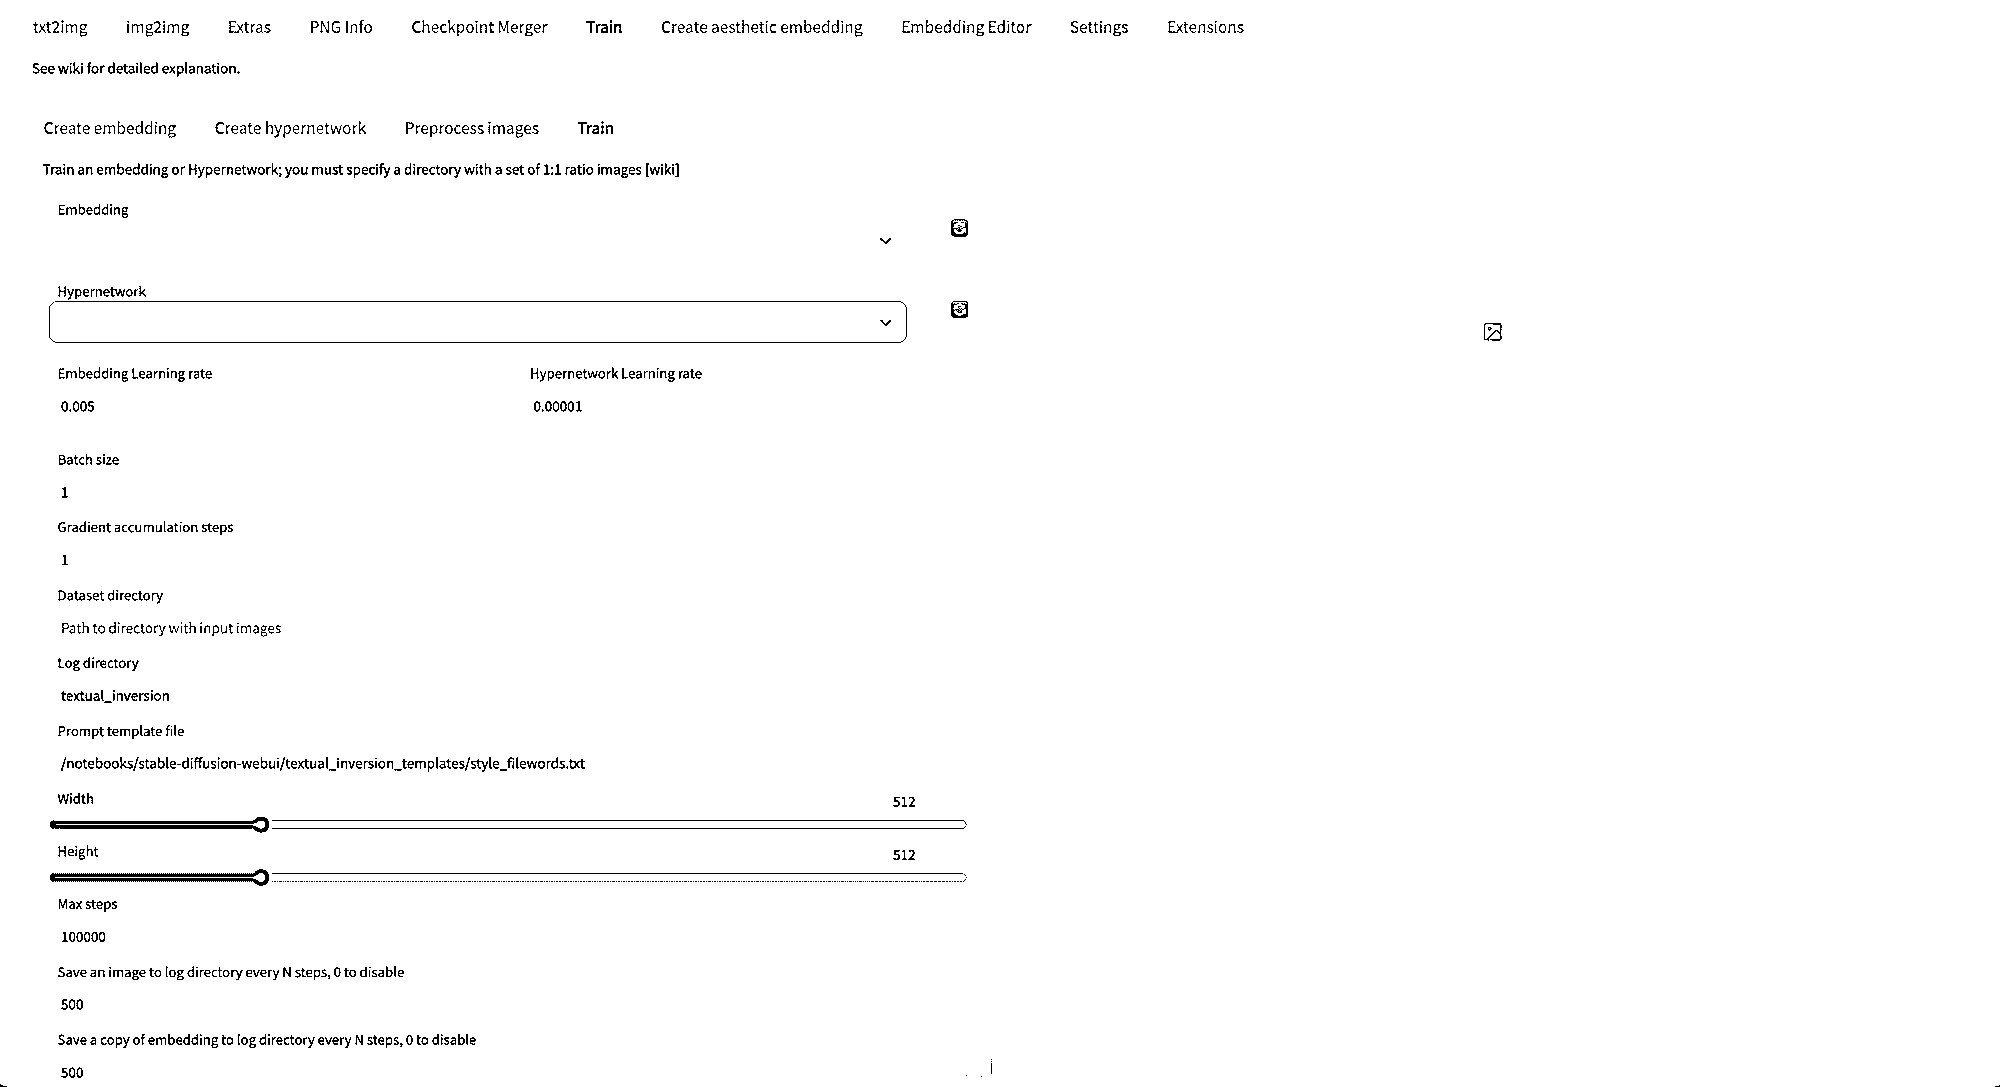 txt2img img2img Extras PNG Info Checkpoint Merger Train Create aesthetic embedding Embedding Editor Settings Extensions
See wiki for detailed explanation.
Create embedding Create hypernetwork Preprocess images Train
Train an embedding or Hypernetwork; you must specify a directory with a set of 1:1 ratio images [wiki]
Embedding
Hypernetwork
Embedding Learning rate Hypernetwork Learning rate
0.005 0.00001
Batch size
1
Gradient accumulation steps
1
Dataset directory
Path to directory with input images
Log directory
textual_inversion
Prompt template file
/notebooks/stable-diffusion-webui/textual_inversion_templates/style_filewords.txt
Width 512
Height 512
Max steps
100000
Save an image to log directory every N steps, 0 to disable
500
Save a copy of embedding to log directory every N steps, 0 to disable
500